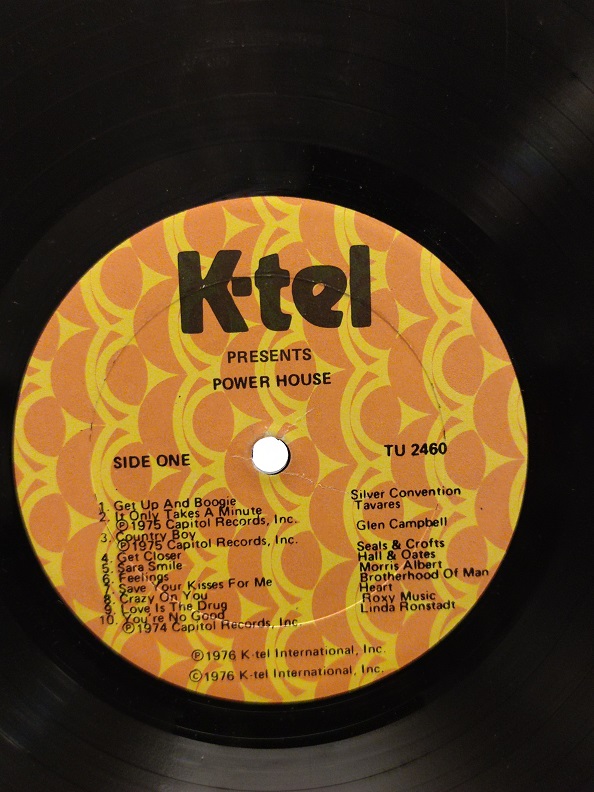 K-tel
PRESENTS
POWER HOUSE
SIDE ONE TU 2460
1. Get Up And Boogie Silver Convention
2. It Only Takes A Minute Tavares
℗1975 Capitol Records, Inc.
3. Country Boy Glen Campbell
℗1975 Capitol Records, Inc.
4. Get Closer Seals & Crofts
5. Sara Smile Hall & Oates
6. Feelings Morris Albert
7. Save Your Kisses For Me Brotherhood Of Man
8. Crazy On You Heart
9. Love Is The Drug Roxy Music
10. You're No Good Linda Ronstadt
℗1974 Capitol Records, Inc.
℗1976 K-tel International, Inc.
©1976 K-tel International, Inc.